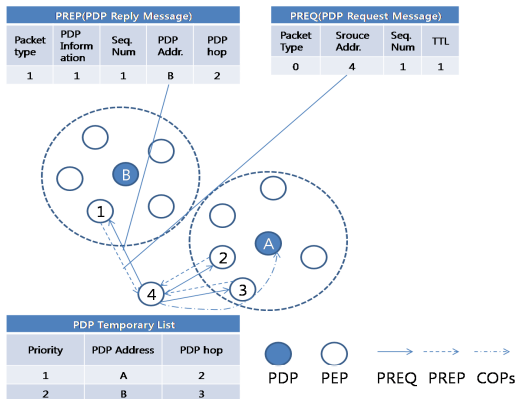 PREP(PDP Reply Message)
Packet type PDP Inform ation Seq. Num PDP Addr. PDP hop
1 1 1 B 2
PREQ(PDP Request Message)
Packet Type Srouce Addr. Seq. Num TTL
0 4 1 1
B
1
A
2
3
4
PDP Temporary List
Priority PDP Address PDP hop
1 A 2
2 B 3
PDP PEP PREQ PREP COPs